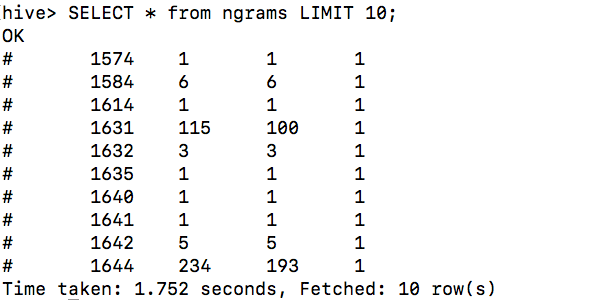 hive> SELECT * from ngrams LIMIT 10;
OK
# 1574 1 1 1
# 1584 6 6 1
# 1614 1 1 1
# 1631 115 100 1
# 1632 3 3 1
# 1635 1 1 1
# 1640 1 1 1
# 1641 1 1 1
# 1642 5 5 1
# 1644 234 193 1
Time taken: 1.752 seconds, Fetched: 10 row(s)